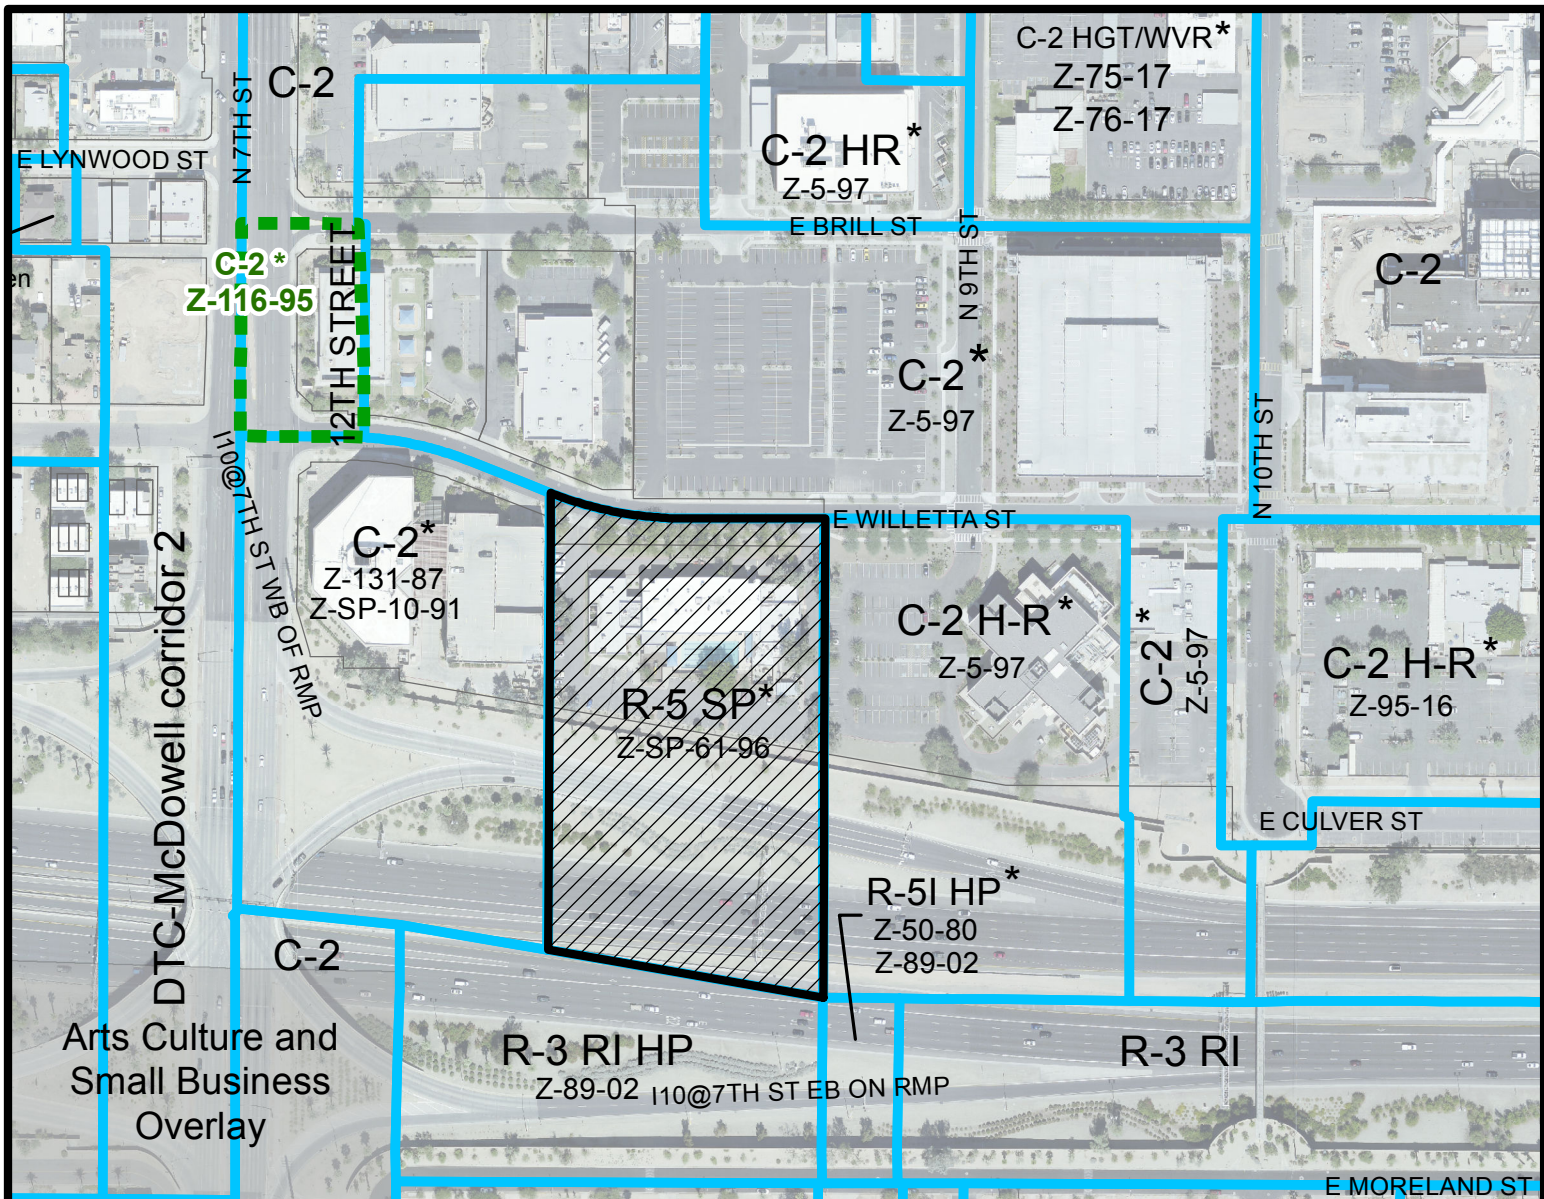 C-2 HGT/WVR*
Z-75-17
Z-76-17
C-2
N 7TH ST
E LYNWOOD ST
C-2 HR*
Z-5-97
E BRILL ST
N 9TH ST
C-2 *
Z-116-95
12TH STREET
en
C-2
C-2*
Z-5-97
N 10TH ST
I10@7TH ST WB OF RMP
E WILLETTA ST
C-2*
Z-131-87
Z-SP-10-91
DTC-McDowell corridor 2
C-2 H-R*
Z-5-97
C-2 *
Z-5-97
C-2 H-R*
Z-95-16
R-5 SP*
Z-SP-61-96
E CULVER ST
R-5I HP*
Z-50-80
Z-89-02
C-2
Arts Culture and
Small Business
Overlay
R-3 RI HP
Z-89-02
I10@7TH ST EB ON RMP
R-3 RI
E MORELAND ST